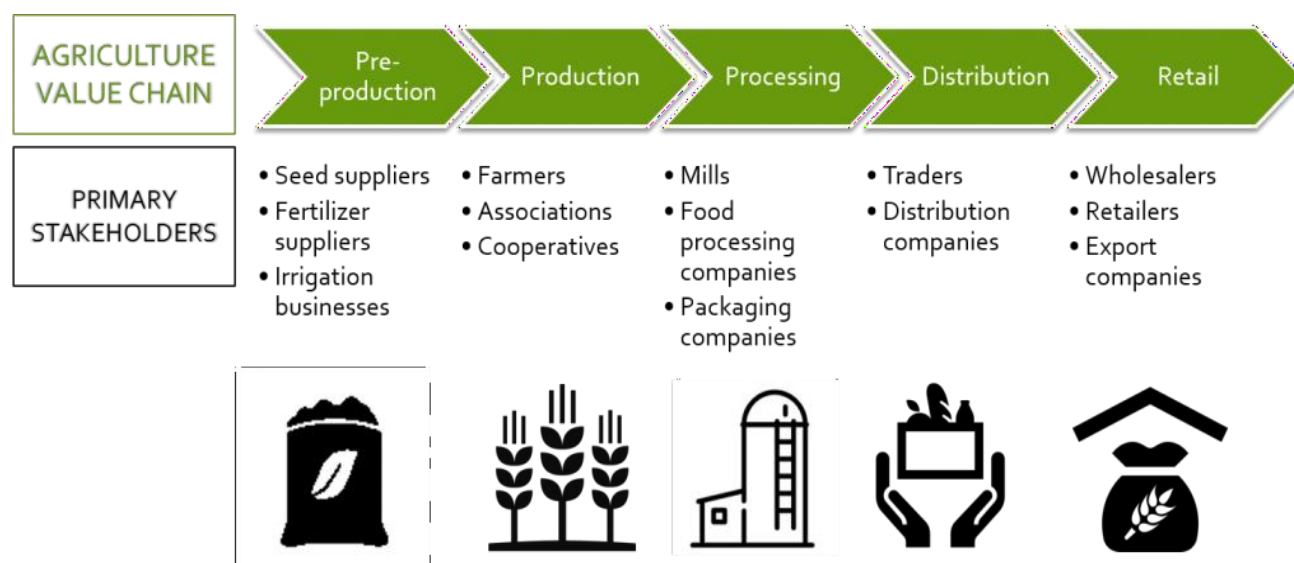 AGRICULTURE
VALUE CHAIN
Pre-
production
Production
Processing
Distribution
Retail
PRIMARY
STAKEHOLDERS
• Seed suppliers
• Fertilizer
suppliers
• Irrigation
businesses
• Farmers
• Associations
• Cooperatives
• Mills
• Food
processing
companies
• Packaging
companies
• Traders
• Distribution
companies
• Wholesalers
• Retailers
• Export
companies